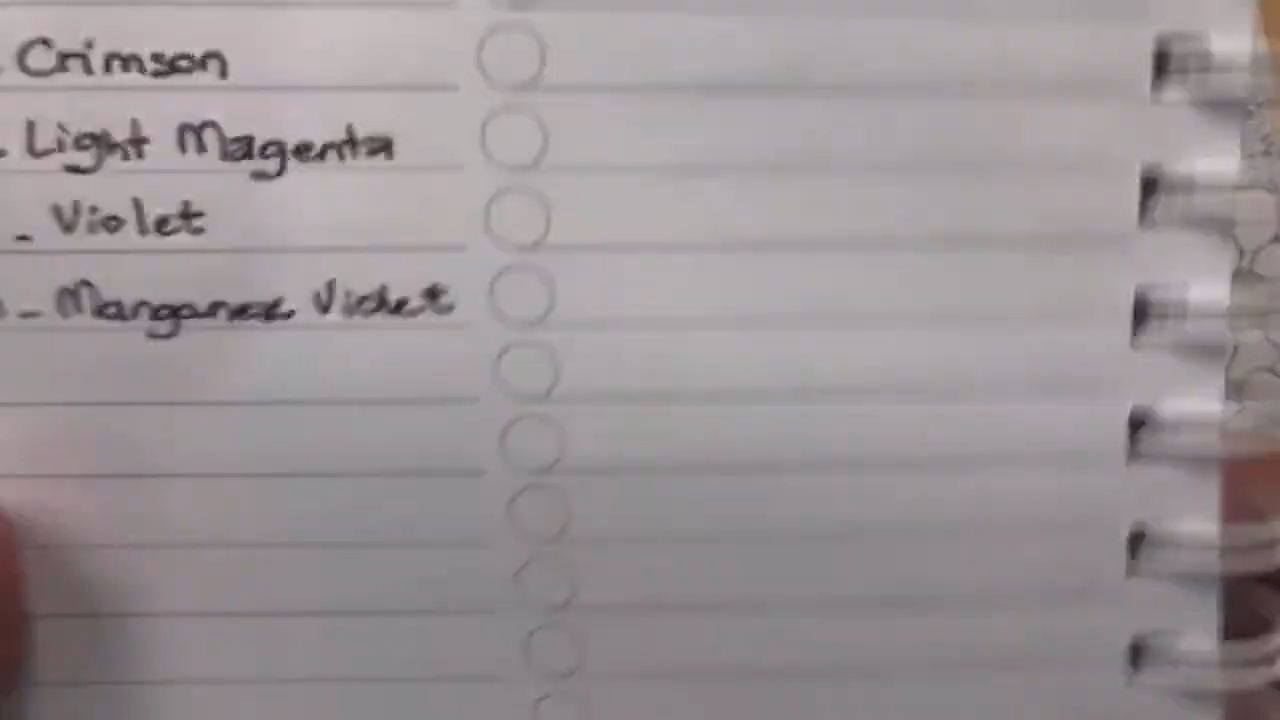 . Crimson
. Light Magenta
- Violet
- Manganese Violet